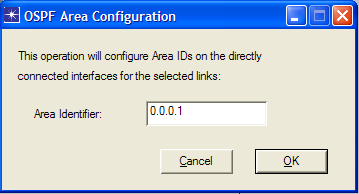 OSPF Area Configuration
This operation will configure Area IDs on the directly
connected interfaces for the selected links:
Area Identifier:
0.0.0.1
Cancel
OK